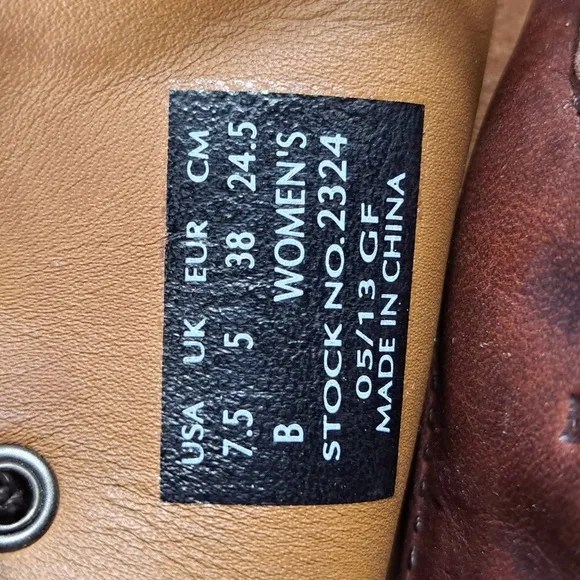 USA UK EUR CM
7.5 5 38 24.5
B WOMEN'S
STOCK NO.2324
05/13 GF
MADE IN CHINA